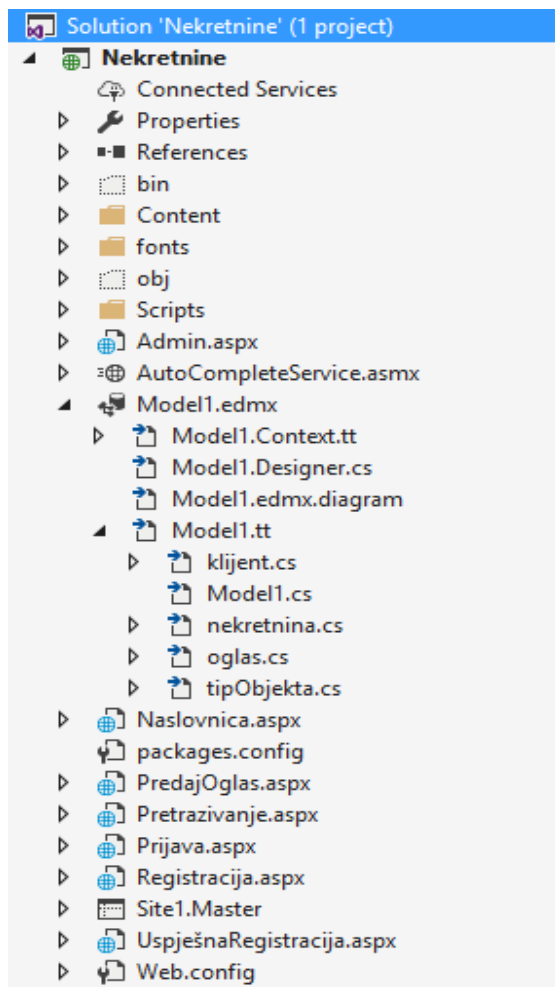 Solution 'Nekretnine' (1 project)
Nekretnine
Connected Services
Properties
References
bin
Content
fonts
obj
Scripts
Admin.aspx
AutoCompleteService.asmx
Model1.edmx
Model1.Context.tt
Model1.Designer.cs
Model1.edmx.diagram
Model1.tt
klijent.cs
Model1.cs
nekretnina.cs
oglas.cs
tipObjekta.cs
Naslovnica.aspx
packages.config
PredajOglas.aspx
Pretrazivanje.aspx
Prijava.aspx
Registracija.aspx
Site1.Master
UspješnaRegistracija.aspx
Web.config